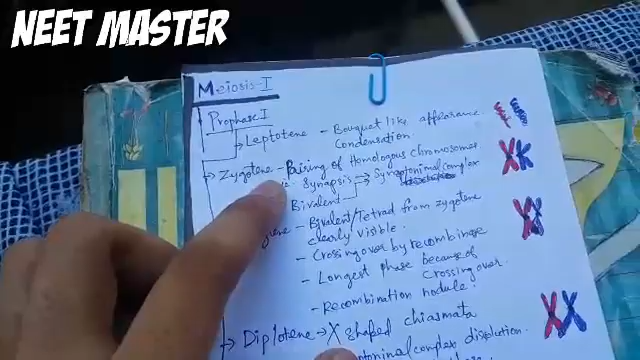 NEET MASTER
Meiosis-I
Prophase I
Leptotene - Bouquet like appearance.
Condensation
Zygotene - Pairing of Homologous chromosomes
synapsis → Synaptonimal complex
Bivalent
- Bivalent/Tetrad from zygotene
clearly visible.
- Crossing over by recombinase
- Longest phase because of
Crossing over.
- Recombination nodule.
Diplotene → X shaped chiasmata
complex dissolution.